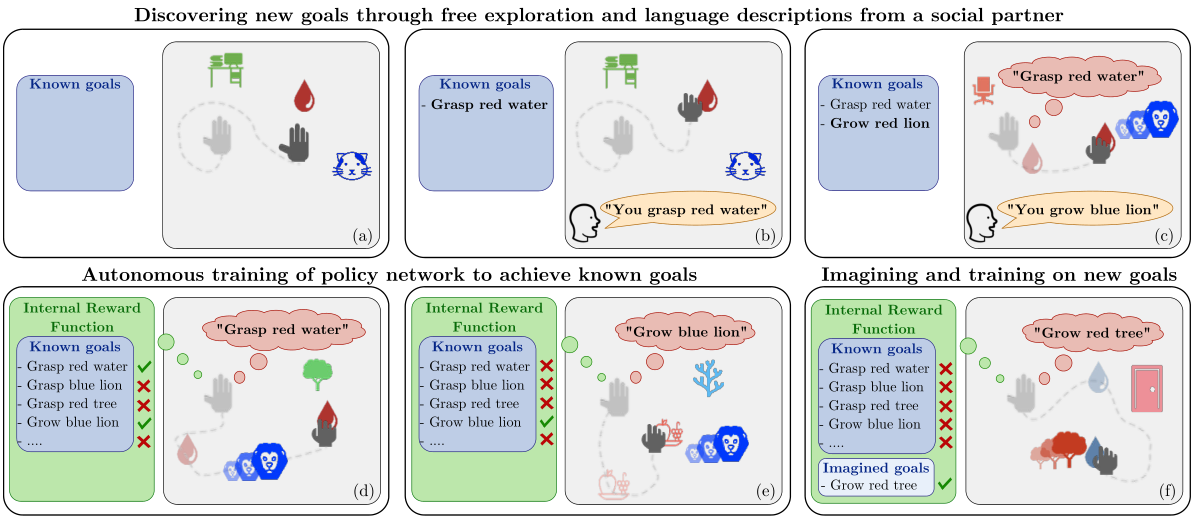 Discovering new goals through free exploration and language descriptions from a social partner
Known goals
(a)
Known goals
- Grasp red water
"You grasp red water"
(b)
Known goals
- Grasp red water
- Grow red lion
"Grasp red water"
"You grow blue lion"
(c)
Autonomous training of policy network to achieve known goals
Imagining and training on new goals
Internal Reward
Function
Known goals
- Grasp red water
- Grasp blue lion
- Grasp red tree
- Grow blue lion
- ....
"Grasp red water"
(d)
Internal Reward
Function
Known goals
- Grasp red water
- Grasp blue lion
- Grasp red tree
- Grow blue lion
- ....
"Grow blue lion"
(e)
Internal Reward
Function
Known goals
- Grasp red water
- Grasp blue lion
- Grasp red tree
- Grow blue lion
- ....
Imagined goals
- Grow red tree
"Grow red tree"
(f)